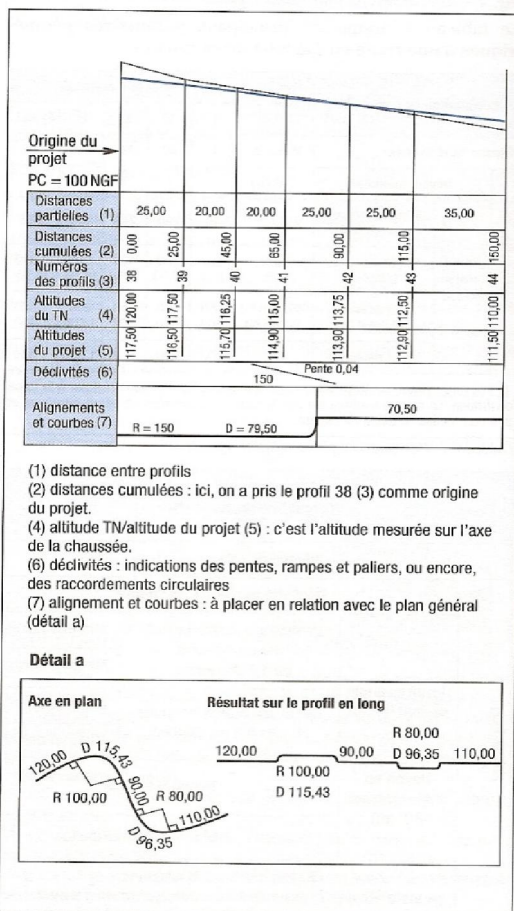 Origine du
projet
PC = 100 NGF
Distances
partielles (1) 25,00 20,00 20,00 25,00 25,00 35,00
Distances
cumulées (2) 0,00 25,00 45,00 65,00 90,00 115,00 150,00
Numéros
des profils (3) 38 39 40 41 42 43 44
Altitudes
du TN (4) 120,00 117,50 116,25 115,00 113,75 112,50 110,00
Altitudes
du projet (5) 117,50 116,50 115,70 114,90 113,90 112,90 111,50
Déclivités (6) 150 Pente 0,04
Alignements
et courbes (7) R = 150 D = 79,50 70,50
(1) distance entre profils
(2) distances cumulées : ici, on a pris le profil 38 (3) comme origine
du projet.
(4) altitude TN/altitude du projet (5) : c'est l'altitude mesurée sur l'axe
de la chaussée.
(6) déclivités : indications des pentes, rampes et paliers, ou encore,
des raccordements circulaires
(7) alignement et courbes : à placer en relation avec le plan général
(détail a)
Détail a
Axe en plan
120,00
D 115,43
R 100,00
90,00
R 80,00
110,00
D 96,35
Résultat sur le profil en long
R 80,00
120,00 90,00 D 96,35 110,00
R 100,00
D 115,43